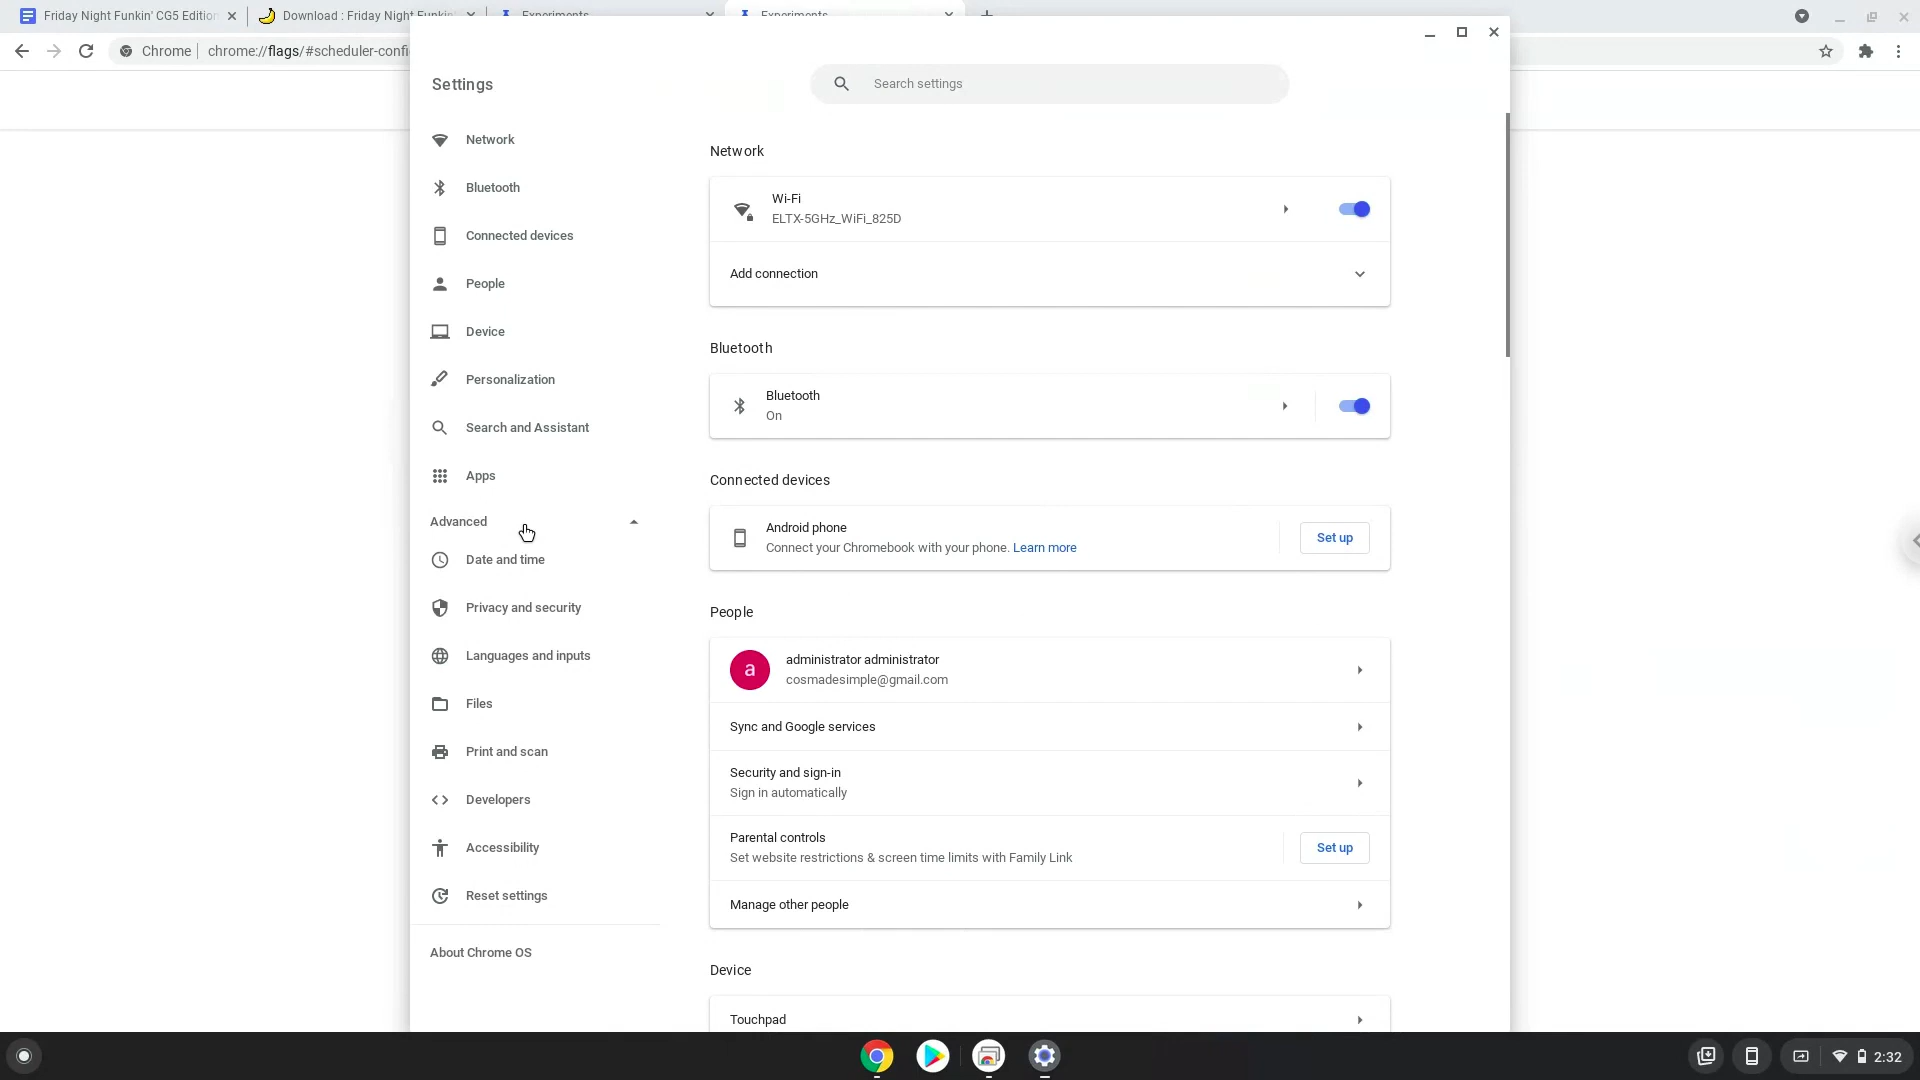 Friday Night Funkin' CG5 Edition
Download : Friday Night Funkin
Experiments
Experiments
Chrome
chrome://flags/#scheduler-confi
Settings
Search settings
Network
Bluetooth
Connected devices
People
Device
Personalization
Search and Assistant
Apps
Advanced
Date and time
Privacy and security
Languages and inputs
Files
Print and scan
Developers
Accessibility
Reset settings
About Chrome OS
Network
Wi-Fi
ELTX-5GHz_WiFi_825D
Add connection
Bluetooth
Bluetooth
On
Connected devices
Android phone
Connect your Chromebook with your phone. Learn more
Set up
People
a
administrator administrator
cosmadesimple@gmail.com
Sync and Google services
Security and sign-in
Sign in automatically
Parental controls
Set website restrictions & screen time limits with Family Link
Set up
Manage other people
Device
Touchpad
2:32